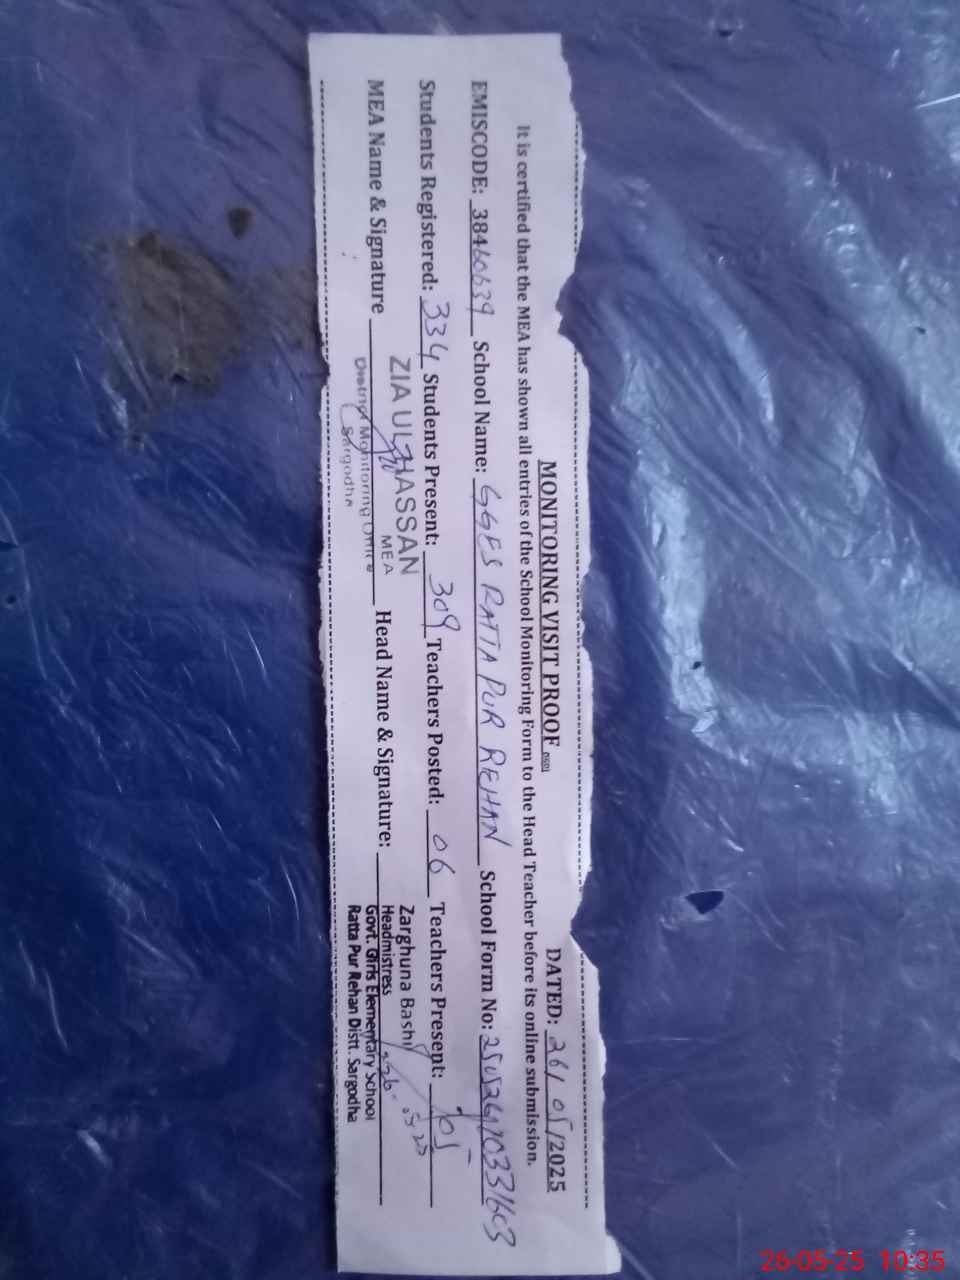 MONITORING VISIT PROOF DATED: 26/05/2025
It is certified that the MEA has shown all entries of the School Monitoring Form to the Head Teacher before its online submission.
EMISCODE: 38460639 School Name: GGES RATTA PUR REHAN School Form No:
Students Registered: 334 Students Present: 309 Teachers Posted: 06 Teachers Present: 05
MEA Name & Signature Head Name & Signature:
ZIA UL HASSAN
MEA
District Monitoring Office
Sargodha
Zarghuna Bashir
Headmistress
Govt. Girls Elementary School
Ratta Pur Rehan Distt. Sargodha
26-05-25 10:35